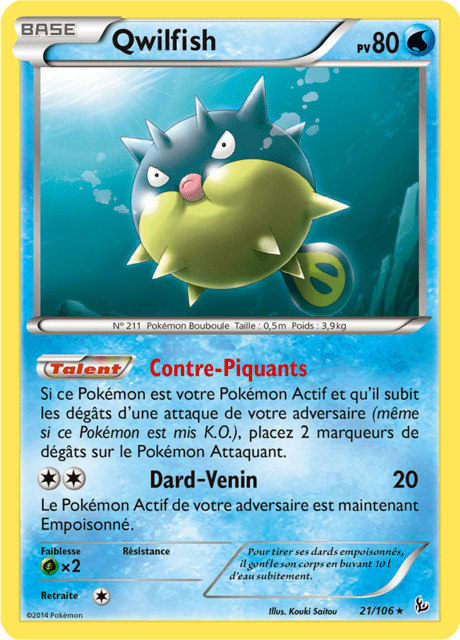 BASE Qwilfish PV80
N° 211 Pokémon Bouboule Taille : 0,5m Poids : 3,9kg
Talent Contre-Piquants
Si ce Pokémon est votre Pokémon Actif et qu'il subit
les dégâts d'une attaque de votre adversaire (même
si ce Pokémon est mis K.O.), placez 2 marqueurs de
dégâts sur le Pokémon Attaquant.
Dard-Venin 20
Le Pokémon Actif de votre adversaire est maintenant
Empoisonné.
Faiblesse Résistance
×2
Retraite
Pour tirer ses dards empoisonnés,
il gonfle son corps en buvant 10 l
d'eau subitement.
©2014 Pokémon Illus. Kouki Saitou 21/106 ★